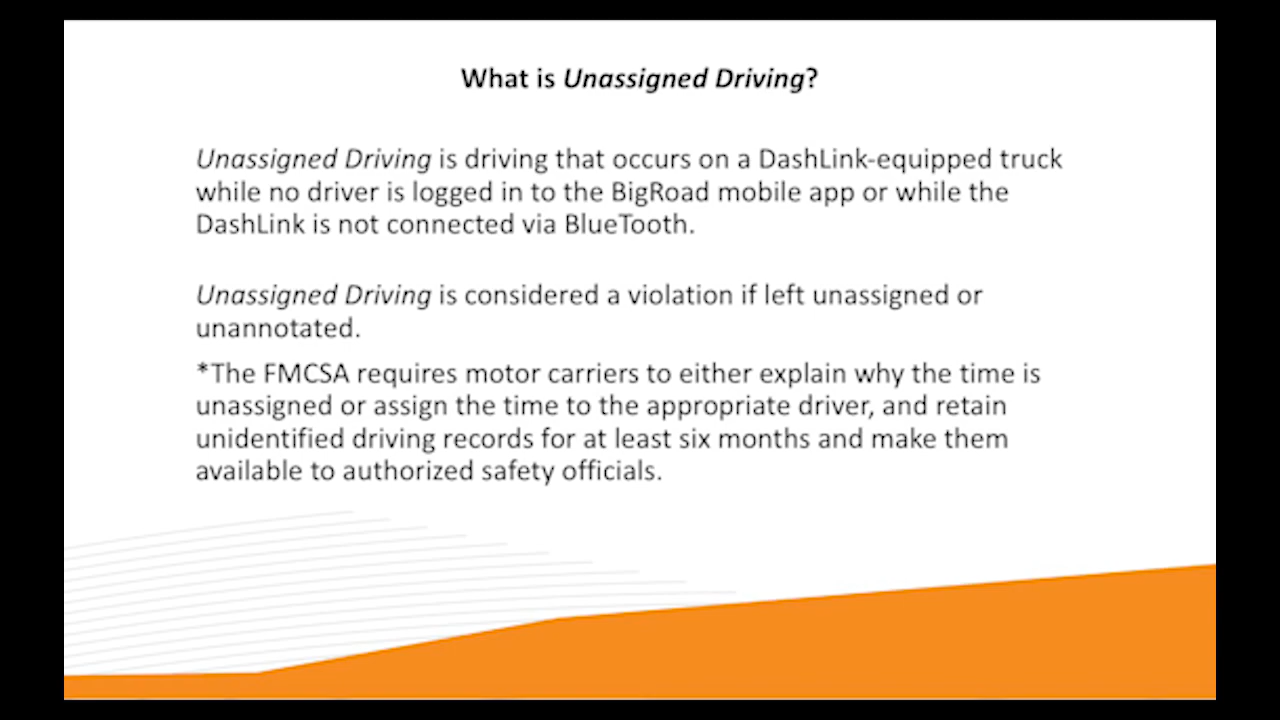 What is Unassigned Driving?
Unassigned Driving is driving that occurs on a DashLink-equipped truck
while no driver is logged in to the BigRoad mobile app or while the
DashLink is not connected via BlueTooth.
Unassigned Driving is considered a violation if left unassigned or
unannotated.
*The FMCSA requires motor carriers to either explain why the time is
unassigned or assign the time to the appropriate driver, and retain
unidentified driving records for at least six months and make them
available to authorized safety officials.